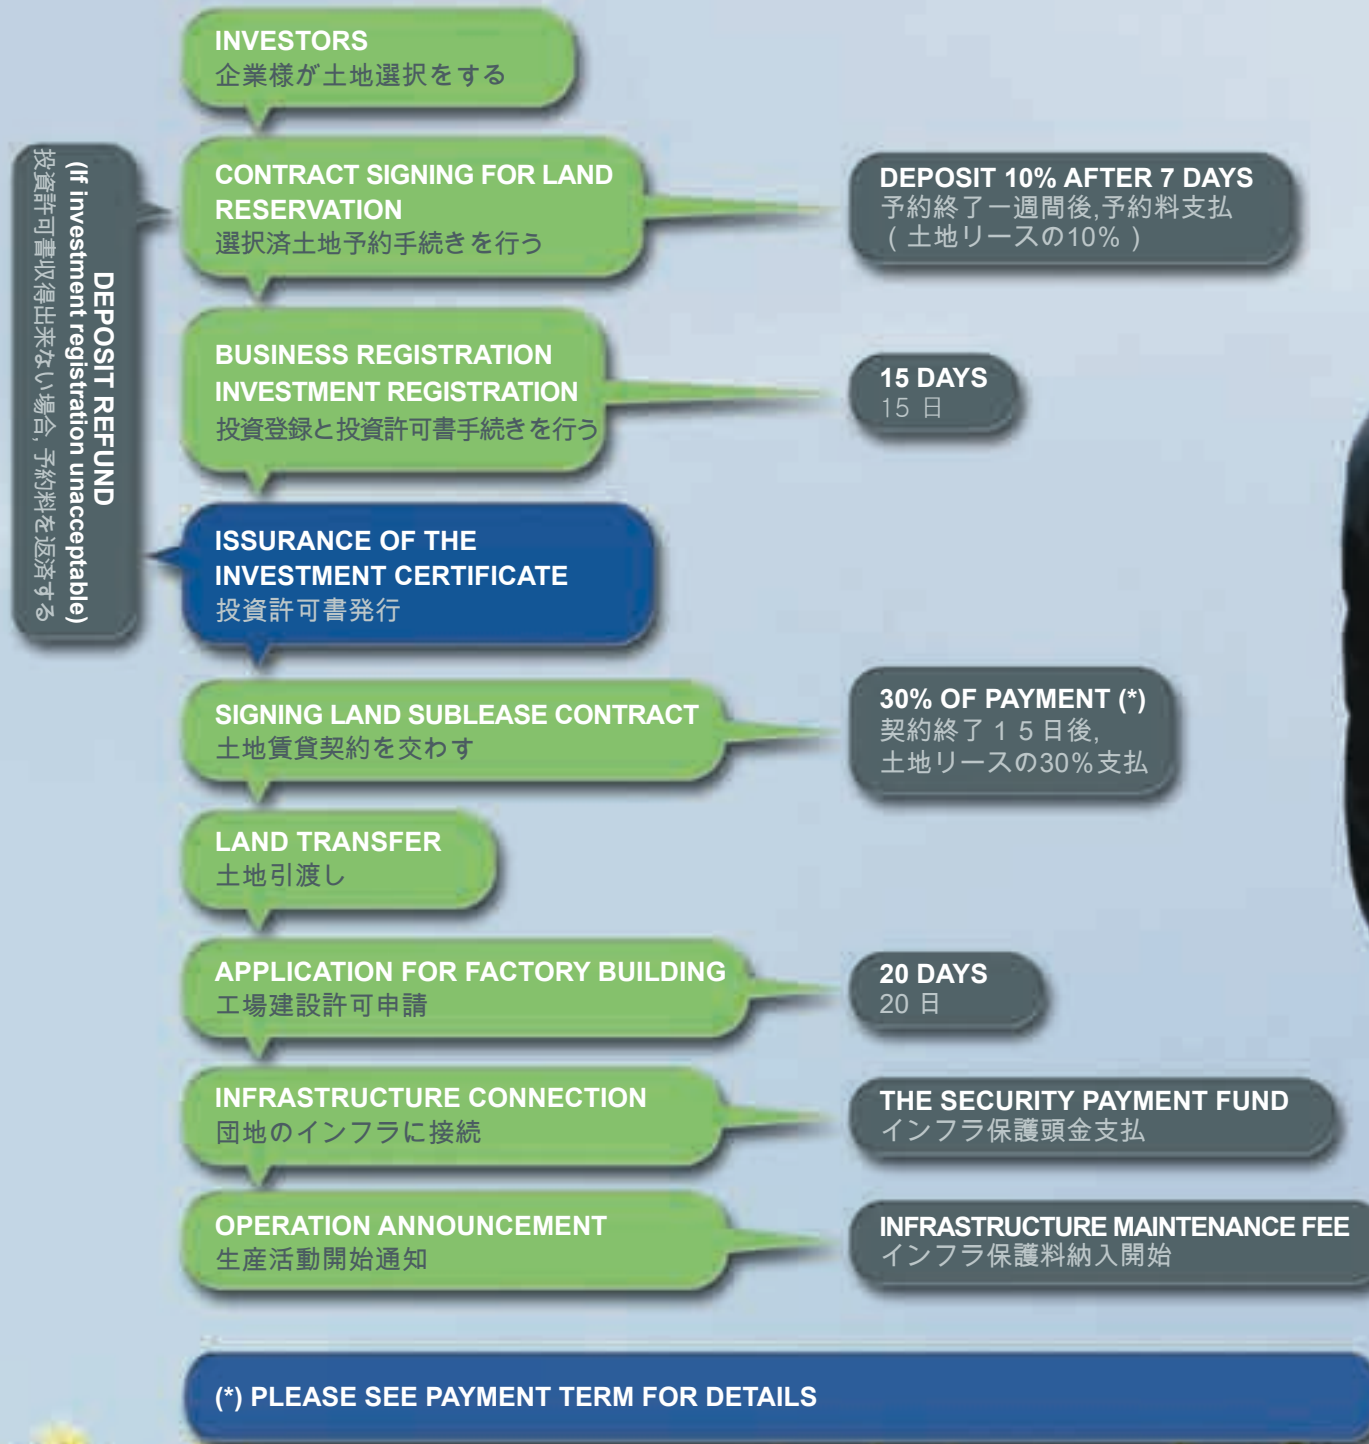 INVESTORS
企業様が土地選択をする
CONTRACT SIGNING FOR LAND
RESERVATION
選択済土地予約手続きを行う
DEPOSIT 10% AFTER 7 DAYS
予約終了一週間後,予約料支払
( 土地リースの10% )
DEPOSIT REFUND
(If investment registration unacceptable)
投資許可書収得出来ない場合, 予約料を返済する
BUSINESS REGISTRATION
INVESTMENT REGISTRATION
投資登録と投資許可書手続きを行う
15 DAYS
15 日
ISSURANCE OF THE
INVESTMENT CERTIFICATE
投資許可書発行
SIGNING LAND SUBLEASE CONTRACT
土地賃貸契約を交わす
30% OF PAYMENT (*)
契約終了１５日後,
土地リースの30%支払
LAND TRANSFER
土地引渡し
APPLICATION FOR FACTORY BUILDING
工場建設許可申請
20 DAYS
20 日
INFRASTRUCTURE CONNECTION
団地のインフラに接続
THE SECURITY PAYMENT FUND
インフラ保護頭金支払
OPERATION ANNOUNCEMENT
生産活動開始通知
INFRASTRUCTURE MAINTENANCE FEE
インフラ保護料納入開始
(*) PLEASE SEE PAYMENT TERM FOR DETAILS